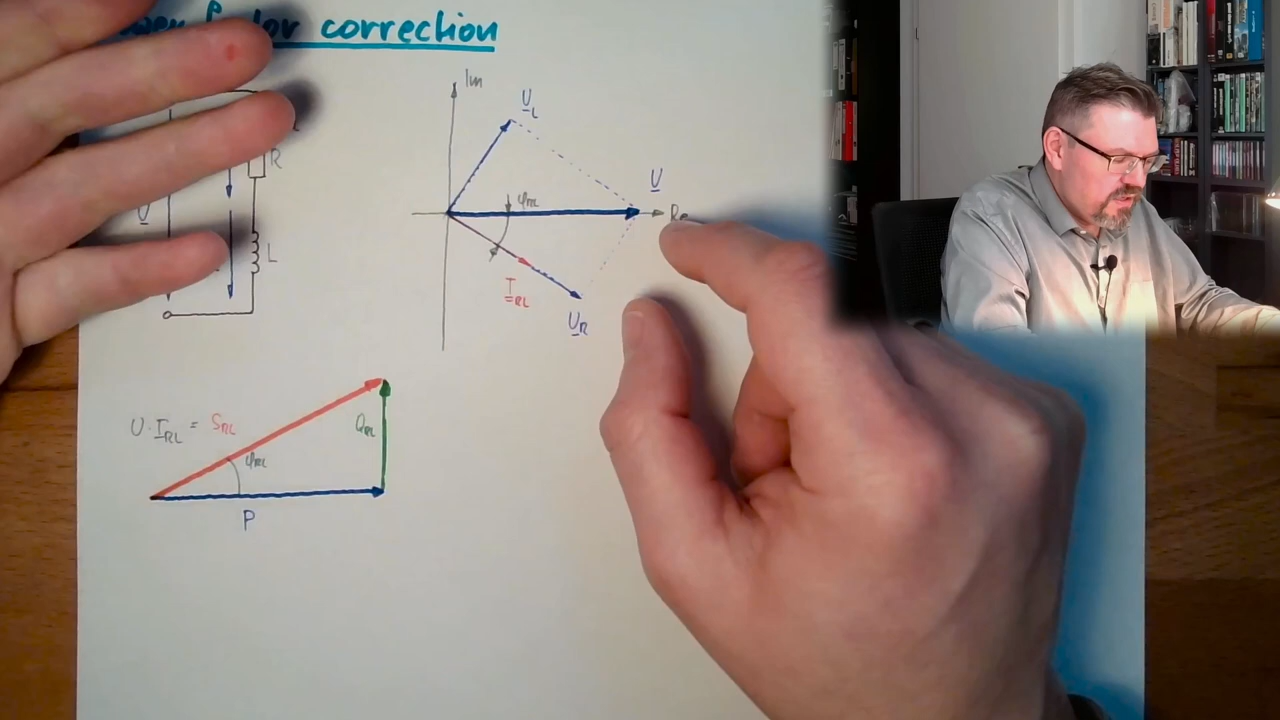 correction
Im
U_L
U
R
φ_RL
Re
U
L
I_RL
U_R
U · I_RL = S_RL
Q_RL
φ_RL
P